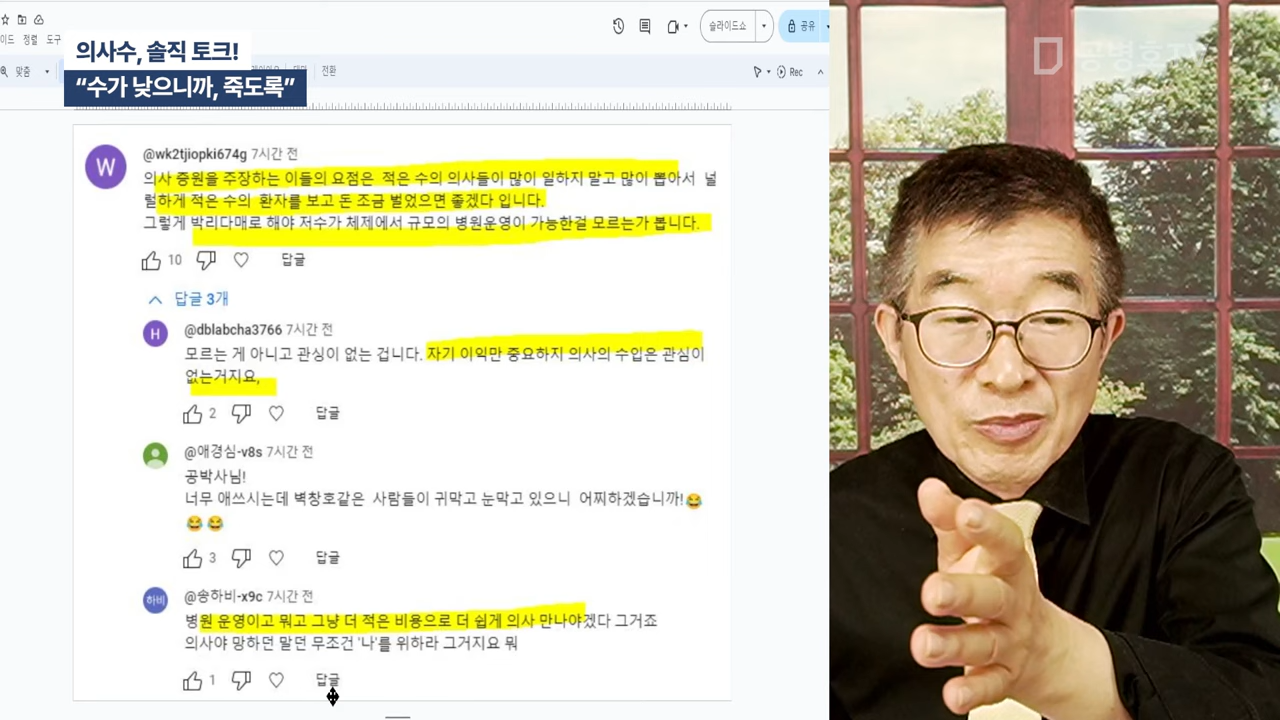 이드 정렬 도구
슬라이드쇼
공유
의사수, 솔직 토크!
“수가 낮으니까, 죽도록”
맞춤
전환
Rec
W
@wk2tjiopki674g 7시간 전
의사 증원을 주장하는 이들의 요점은 적은 수의 의사들이 많이 일하지 말고 많이 뽑아서 널
럴하게 적은 수의 환자를 보고 돈 조금 벌었으면 좋겠다 입니다.
그렇게 박리다매로 해야 저수가 체제에서 규모의 병원운영이 가능한걸 모르는가 봅니다.
10 답글
답글 3개
H
@dblabcha3766 7시간 전
모르는 게 아니고 관싱이 없는 겁니다. 자기 이익만 중요하지 의사의 수입은 관심이
없는거지요,
2 답글
@애경심-v8s 7시간 전
공박사님!
너무 애쓰시는데 벽창호같은 사람들이 귀막고 눈막고 있으니 어찌하겠습니까!😂
😂 😂
3 답글
하비
@송하비-x9c 7시간 전
병원 운영이고 뭐고 그냥 더 적은 비용으로 더 쉽게 의사 만나야겠다 그거죠
의사야 망하던 말던 무조건 '나'를 위하라 그거지요 뭐
1 답글